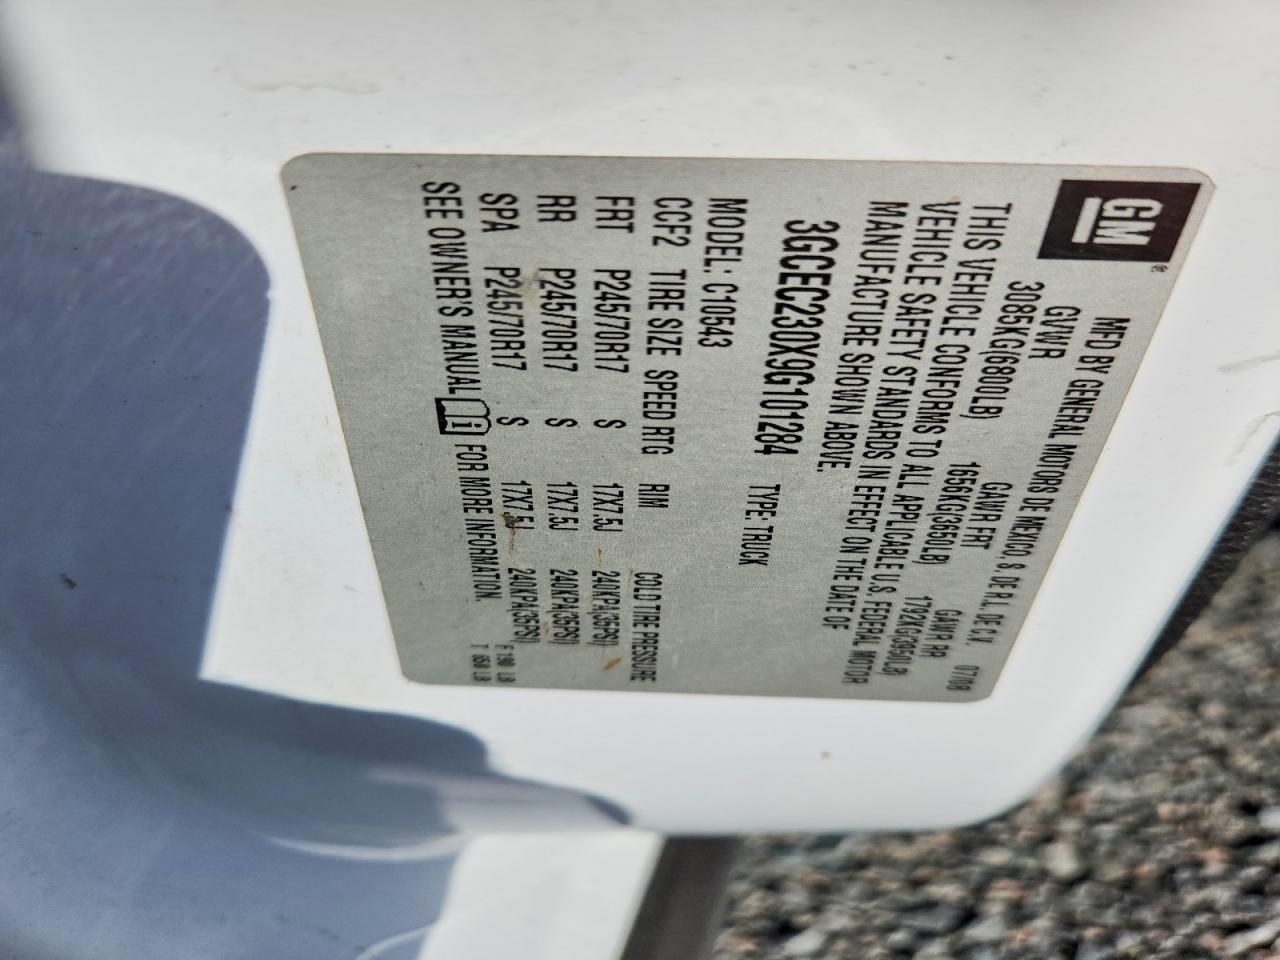 GM®
MFD BY GENERAL MOTORS DE MEXICO, S. DE R.L. DE C.V. 07/08
GVWR GAWR FRT GAWR RR
3085KG(6800LB) 1656KG(3650LB) 1792KG(3950LB)
THIS VEHICLE CONFORMS TO ALL APPLICABLE U.S. FEDERAL MOTOR
VEHICLE SAFETY STANDARDS IN EFFECT ON THE DATE OF
MANUFACTURE SHOWN ABOVE.
3GCEC230X9G101284 TYPE: TRUCK
MODEL: C10543
CCF2 TIRE SIZE SPEED RTG RIM COLD TIRE PRESSURE
FRT P245/70R17 S 17X7.5J 240KPA(35PSI)
RR P245/70R17 S 17X7.5J 240KPA(35PSI)
SPA P245/70R17 S 17X7.5J 240KPA(35PSI)
SEE OWNER'S MANUAL FOR MORE INFORMATION.
LB
T LB